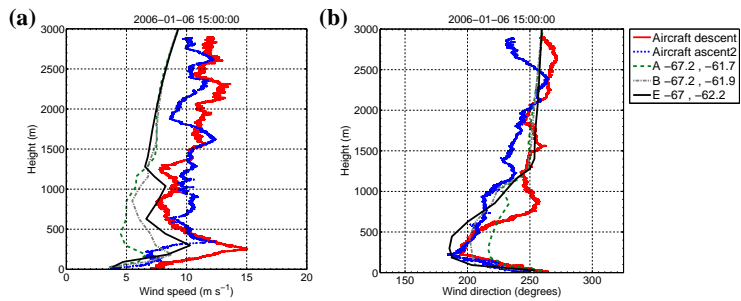 (a)
2006−01−06 15:00:00
3000
2500
2000
1500
1000
500
0
Height (m)
0
5
10
15
20
Wind speed (m s⁻¹)
(b)
2006−01−06 15:00:00
3000
2500
2000
1500
1000
500
0
Height (m)
150
200
250
300
Wind direction (degrees)
Aircraft descent
Aircraft ascent2
A −67.2 , −61.7
B −67.2 , −61.9
E −67 , −62.2